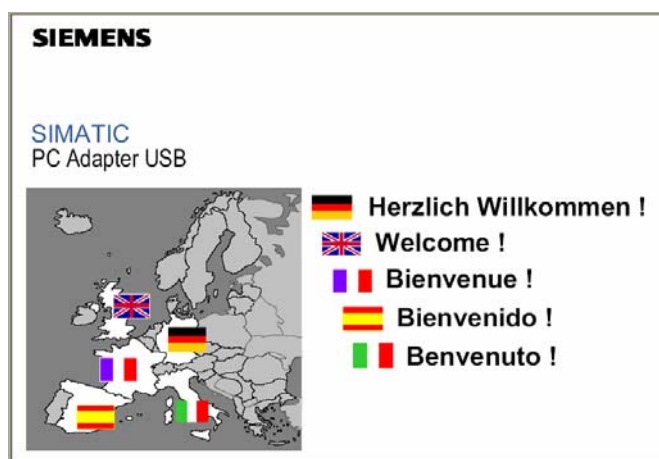 SIEMENS
SIMATIC
PC Adapter USB
Herzlich Willkommen !
Welcome !
Bienvenue !
Bienvenido !
Benvenuto !